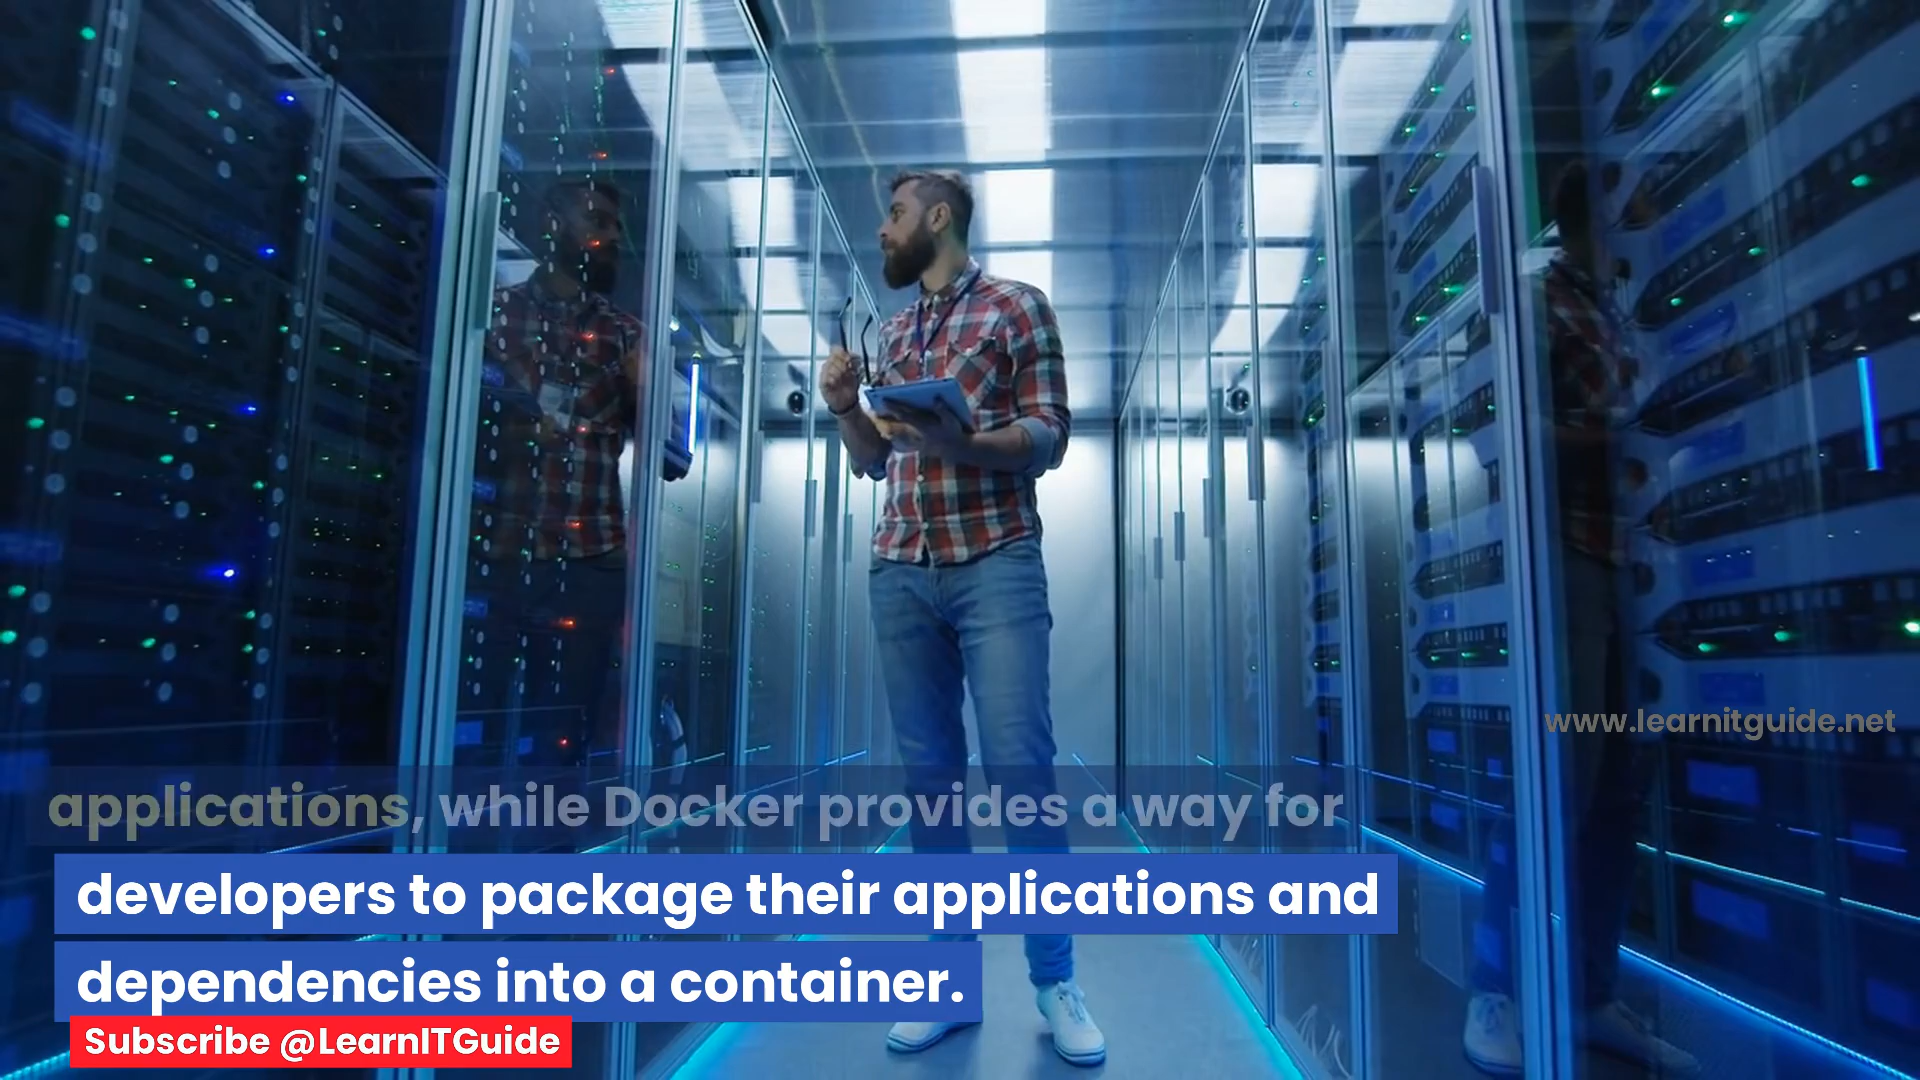 www.learnitguide.net
applications, while Docker provides a way for
developers to package their applications and
dependencies into a container.
Subscribe @LearnITGuide